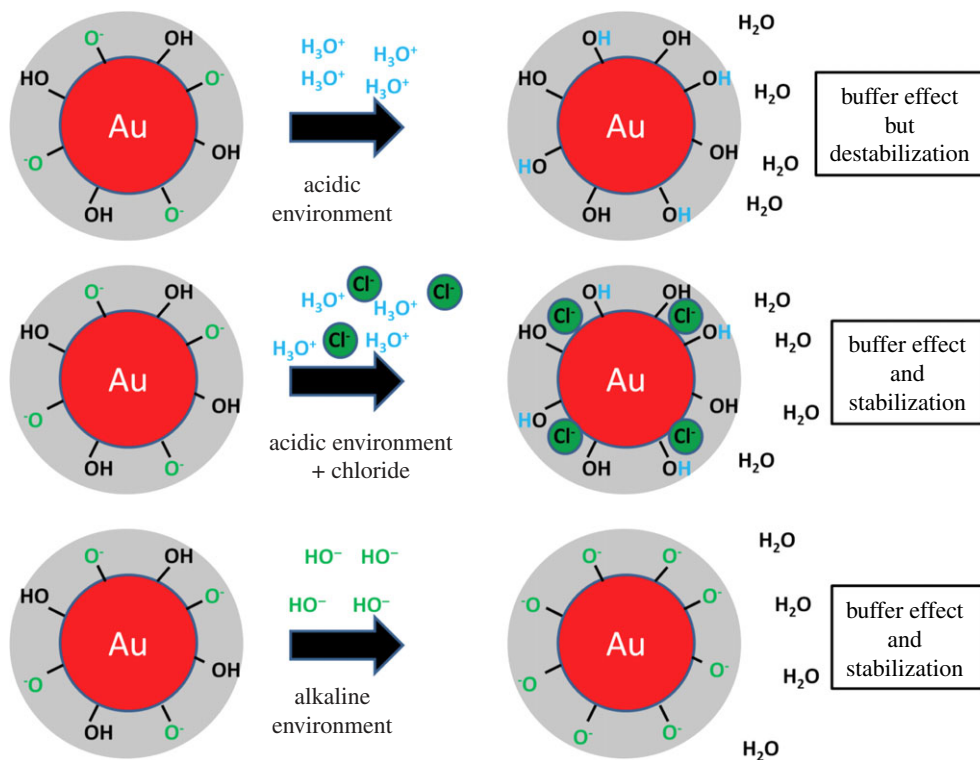 O⁻ OH
HO O⁻
Au
⁻O OH
OH O⁻
H₃O⁺ H₃O⁺
H₃O⁺ H₃O⁺
acidic
environment
OH OH
HO OH
Au
HO OH
OH OH
H₂O
H₂O
H₂O
H₂O
buffer effect
but
destabilization
O⁻ OH
HO O⁻
Au
⁻O OH
OH O⁻
Cl⁻ Cl⁻
H₃O⁺ H₃O⁺
Cl⁻
H₃O⁺ H₃O⁺
acidic environment
+ chloride
OH OH
Cl⁻ Cl⁻
HO OH
Au
HO OH
Cl⁻ Cl⁻
OH OH
H₂O
H₂O
H₂O
H₂O
buffer effect
and
stabilization
O⁻ OH
HO O⁻
Au
⁻O OH
OH O⁻
HO⁻ HO⁻
HO⁻ HO⁻
alkaline
environment
O⁻ O⁻
⁻O O⁻
Au
⁻O O⁻
O⁻ O⁻
H₂O
H₂O
H₂O
H₂O
buffer effect
and
stabilization